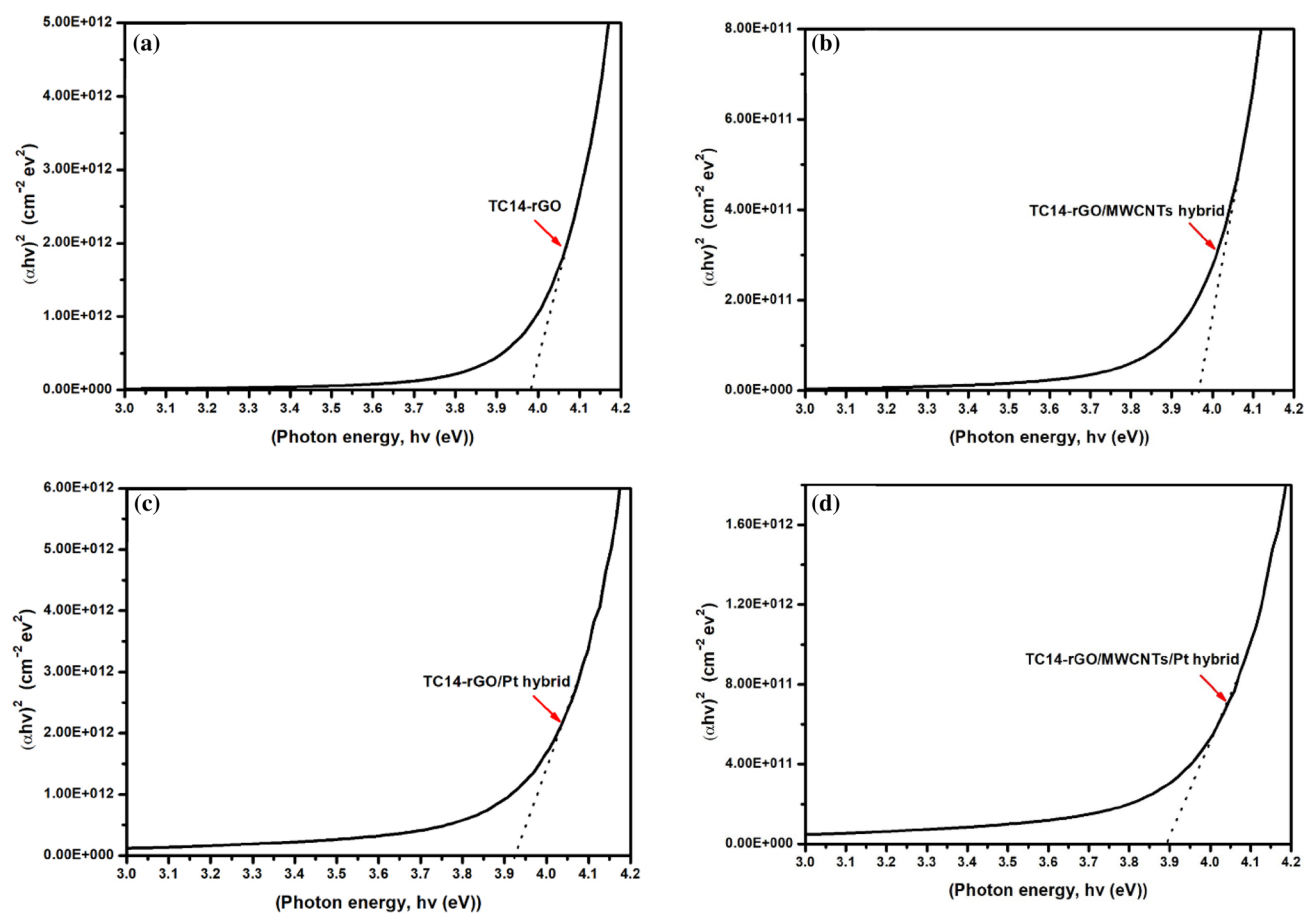 (a)
5.00E+012
4.00E+012
3.00E+012
2.00E+012
1.00E+012
0.00E+000
(αhν)² (cm⁻² ev²)
TC14-rGO
3.0 3.1 3.2 3.3 3.4 3.5 3.6 3.7 3.8 3.9 4.0 4.1 4.2
(Photon energy, hν (eV))
(b)
8.00E+011
6.00E+011
4.00E+011
2.00E+011
0.00E+000
(αhν)² (cm⁻² ev²)
TC14-rGO/MWCNTs hybrid
3.0 3.1 3.2 3.3 3.4 3.5 3.6 3.7 3.8 3.9 4.0 4.1 4.2
(Photon energy, hν (eV))
(c)
6.00E+012
5.00E+012
4.00E+012
3.00E+012
2.00E+012
1.00E+012
0.00E+000
(αhν)² (cm⁻² ev²)
TC14-rGO/Pt hybrid
3.0 3.1 3.2 3.3 3.4 3.5 3.6 3.7 3.8 3.9 4.0 4.1 4.2
(Photon energy, hν (eV))
(d)
1.60E+012
1.20E+012
8.00E+011
4.00E+011
0.00E+000
(αhν)² (cm⁻² ev²)
TC14-rGO/MWCNTs/Pt hybrid
3.0 3.1 3.2 3.3 3.4 3.5 3.6 3.7 3.8 3.9 4.0 4.1 4.2
(Photon energy, hν (eV))